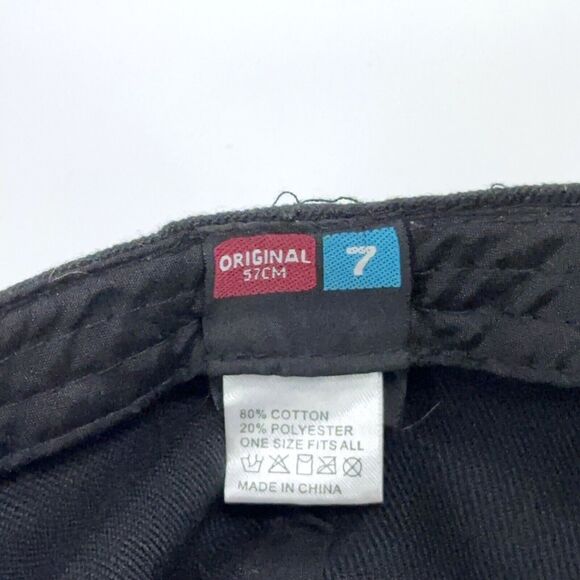 ORIGINAL
57CM
7
80% COTTON
20% POLYESTER
ONE SIZE FITS ALL
MADE IN CHINA